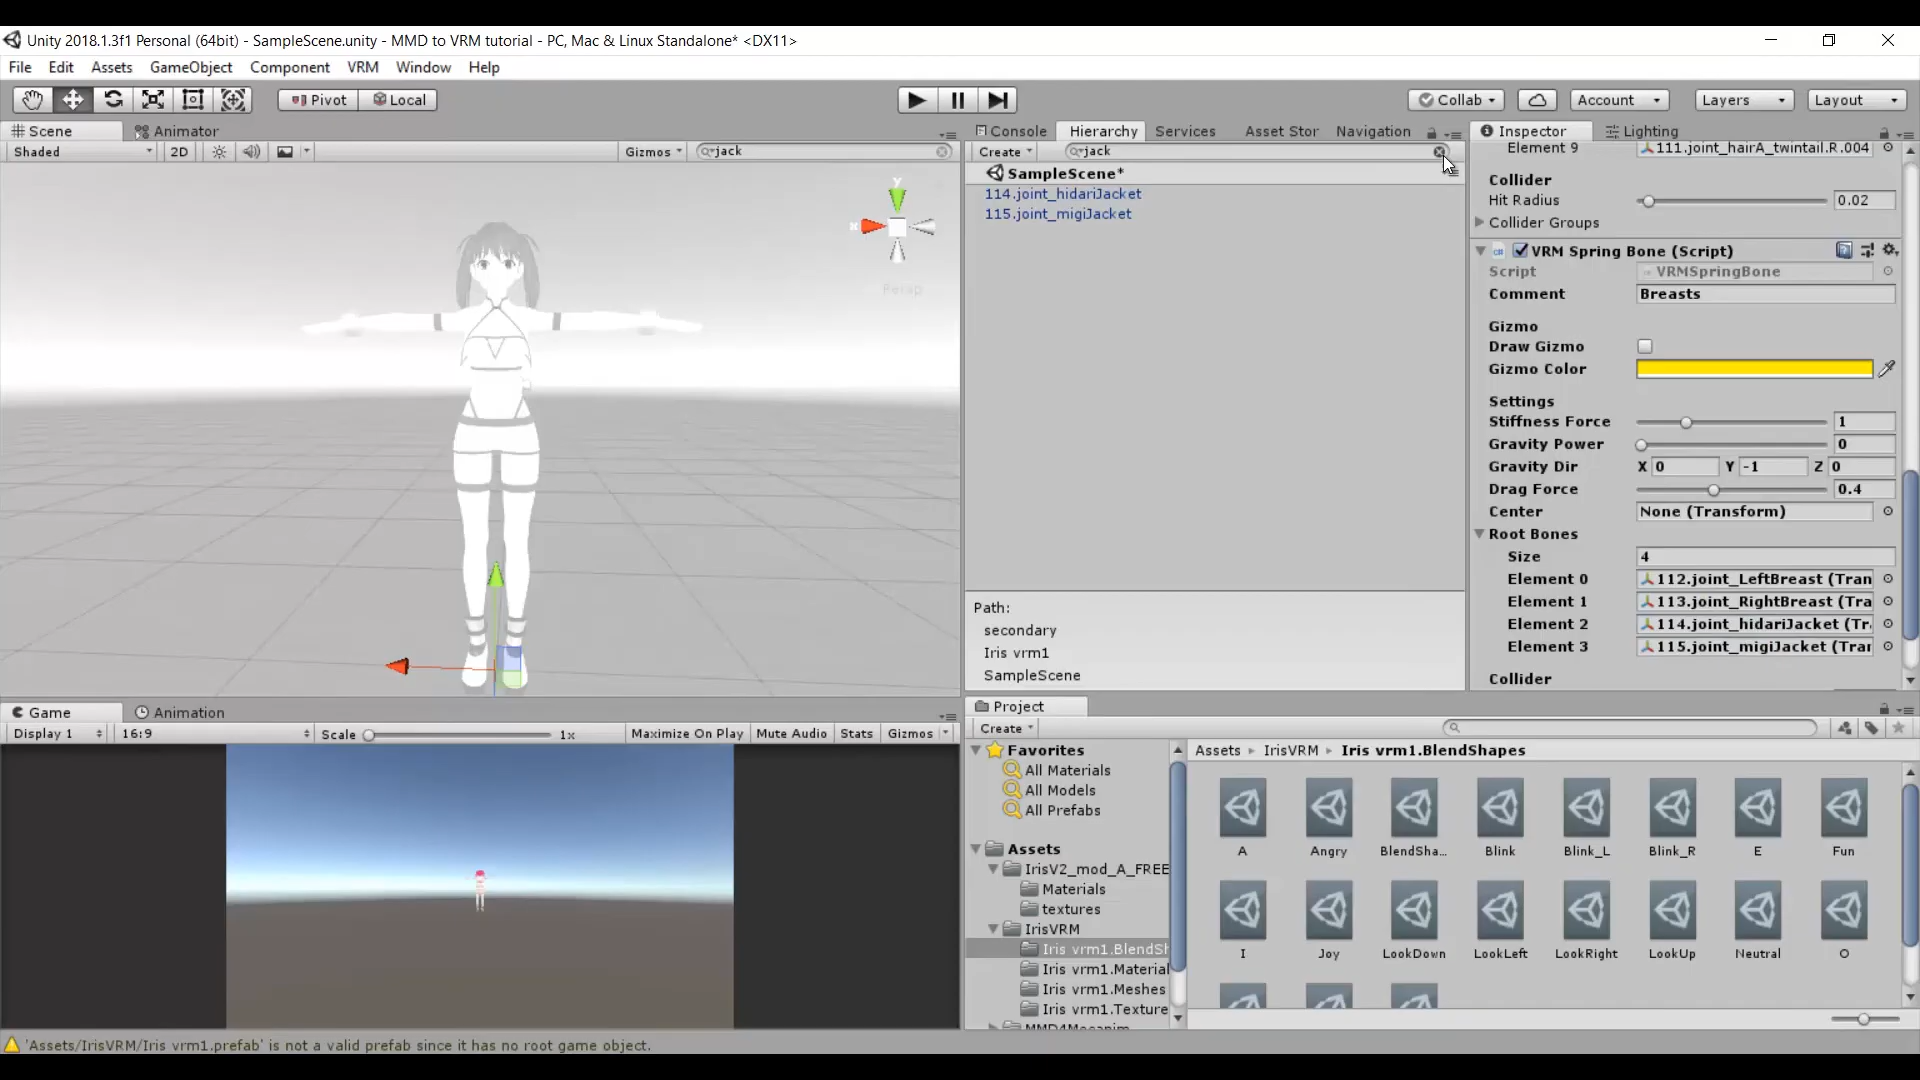 Unity 2018.1.3f1 Personal (64bit) - SampleScene.unity - MMD to VRM tutorial - PC, Mac & Linux Standalone* <DX11>
File Edit Assets GameObject Component VRM Window Help
Pivot Local
Collab Account Layers Layout
Scene Animator
Shaded 2D Gizmos jack
y
x
Persp
Console Hierarchy Services Asset Stor Navigation
Create jack
SampleScene*
114.joint_hidariJacket
115.joint_migiJacket
Path:
secondary
Iris vrm1
SampleScene
Inspector Lighting
Element 9 111.joint_hairA_twintail.R.004
Collider
Hit Radius 0.02
Collider Groups
VRM Spring Bone (Script)
Script VRMSpringBone
Comment Breasts
Gizmo
Draw Gizmo
Gizmo Color
Settings
Stiffness Force 1
Gravity Power 0
Gravity Dir X 0 Y -1 Z 0
Drag Force 0.4
Center None (Transform)
Root Bones
Size 4
Element 0 112.joint_LeftBreast (Tran
Element 1 113.joint_RightBreast (Tra
Element 2 114.joint_hidariJacket (Tr
Element 3 115.joint_migiJacket (Tran
Collider
Game Animation
Display 1 16:9 Scale 1x Maximize On Play Mute Audio Stats Gizmos
Project
Create
Favorites
All Materials
All Models
All Prefabs
Assets
IrisV2_mod_A_FREE
Materials
textures
IrisVRM
Iris vrm1.BlendSh
Iris vrm1.Material
Iris vrm1.Meshes
Iris vrm1.Texture
MMD4Mecanim
Assets IrisVRM Iris vrm1.BlendShapes
A Angry BlendSha... Blink Blink_L Blink_R E Fun
I Joy LookDown LookLeft LookRight LookUp Neutral O
'Assets/IrisVRM/Iris vrm1.prefab' is not a valid prefab since it has no root game object.